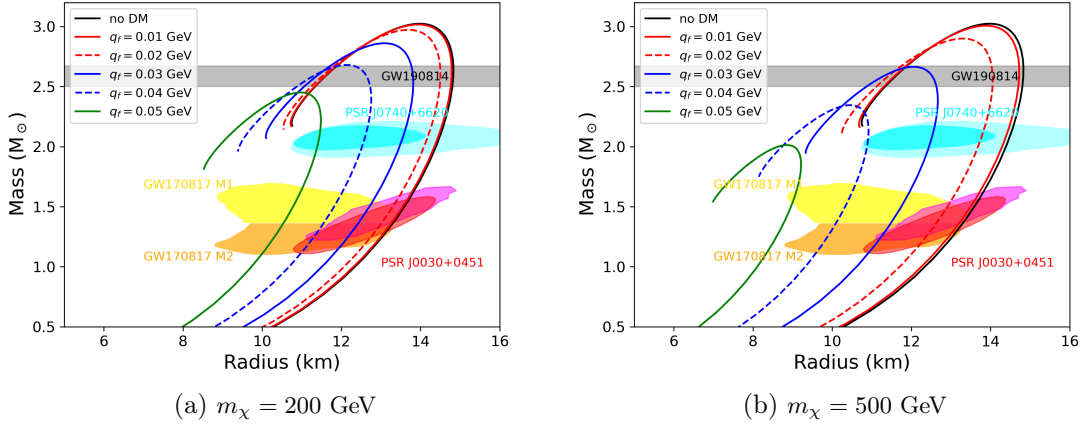 no DM
q_f = 0.01 GeV
q_f = 0.02 GeV
q_f = 0.03 GeV
q_f = 0.04 GeV
q_f = 0.05 GeV
GW190814
PSR J0740+6620
GW170817 M1
GW170817 M2
PSR J0030+0451
3.0
2.5
2.0
1.5
1.0
0.5
Mass (M⊙)
6 8 10 12 14 16
Radius (km)
(a) m_χ = 200 GeV
no DM
q_f = 0.01 GeV
q_f = 0.02 GeV
q_f = 0.03 GeV
q_f = 0.04 GeV
q_f = 0.05 GeV
GW190814
PSR J0740+6620
GW170817 M1
GW170817 M2
PSR J0030+0451
3.0
2.5
2.0
1.5
1.0
0.5
Mass (M⊙)
6 8 10 12 14 16
Radius (km)
(b) m_χ = 500 GeV